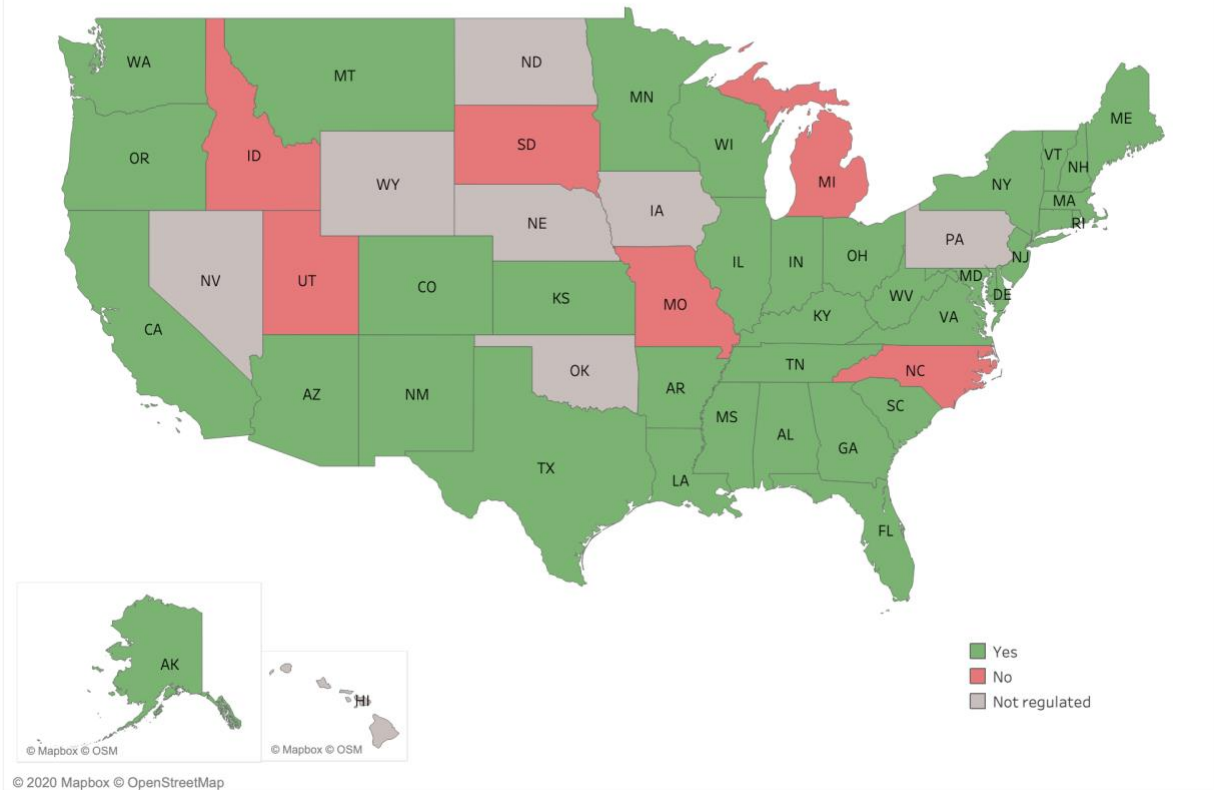 WA
MT
ND
MN
ME
OR
ID
SD
WI
VT
NH
NY
MA
MI
RI
WY
IA
PA
NE
NJ
NV
UT
CO
IL
IN
OH
MD
DE
KS
MO
WV
VA
KY
CA
TN
NC
OK
AZ
NM
AR
SC
MS
AL
GA
TX
LA
FL
AK
HI
Yes
No
Not regulated
© Mapbox © OSM
© Mapbox © OSM
© 2020 Mapbox © OpenStreetMap